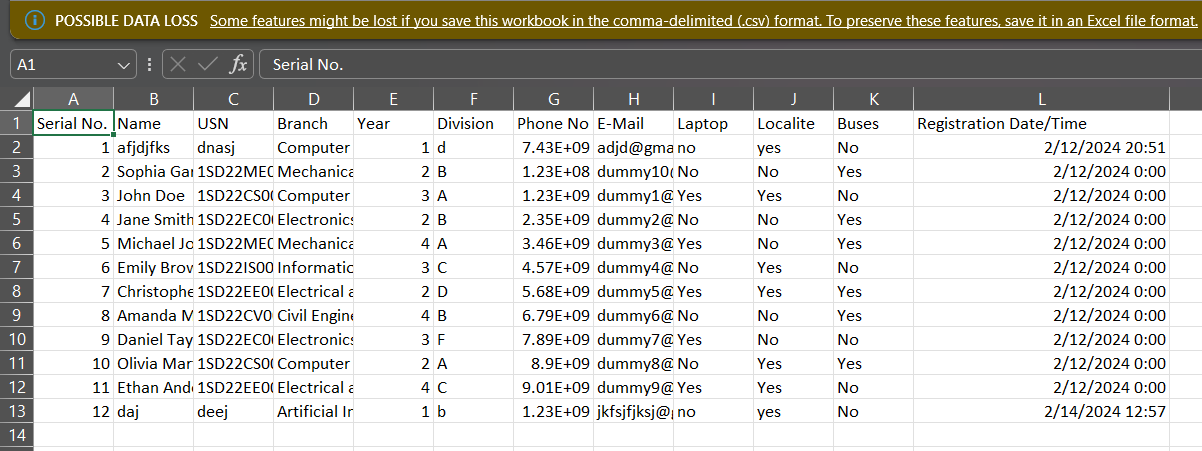 POSSIBLE DATA LOSS Some features might be lost if you save this workbook in the comma-delimited (.csv) format. To preserve these features, save it in an Excel file format.
A1 fx Serial No.
A B C D E F G H I J K L
1 Serial No. Name USN Branch Year Division Phone No E-Mail Laptop Localite Buses Registration Date/Time
2 1 afjdjfks dnasj Computer 1 d 7.43E+09 adjd@gma no yes No 2/12/2024 20:51
3 2 Sophia Gar 1SD22ME0 Mechanica 2 B 1.23E+08 dummy10@ No No Yes 2/12/2024 0:00
4 3 John Doe 1SD22CS00 Computer 3 A 1.23E+09 dummy1@ Yes Yes No 2/12/2024 0:00
5 4 Jane Smith 1SD22EC00 Electronics 2 B 2.35E+09 dummy2@ No No Yes 2/12/2024 0:00
6 5 Michael Jo 1SD22ME0 Mechanica 4 A 3.46E+09 dummy3@ Yes No Yes 2/12/2024 0:00
7 6 Emily Brow 1SD22IS00 Informatic 3 C 4.57E+09 dummy4@ No Yes No 2/12/2024 0:00
8 7 Christophe 1SD22EE00 Electrical a 2 D 5.68E+09 dummy5@ Yes Yes Yes 2/12/2024 0:00
9 8 Amanda M 1SD22CV0 Civil Engine 4 B 6.79E+09 dummy6@ No No Yes 2/12/2024 0:00
10 9 Daniel Tay 1SD22EC00 Electronics 3 F 7.89E+09 dummy7@ Yes No No 2/12/2024 0:00
11 10 Olivia Mar 1SD22CS00 Computer 2 A 8.9E+09 dummy8@ No Yes Yes 2/12/2024 0:00
12 11 Ethan Ande 1SD22EE00 Electrical a 4 C 9.01E+09 dummy9@ Yes Yes No 2/12/2024 0:00
13 12 daj deej Artificial In 1 b 1.23E+09 jkfsjfjksj@ no yes No 2/14/2024 12:57
14